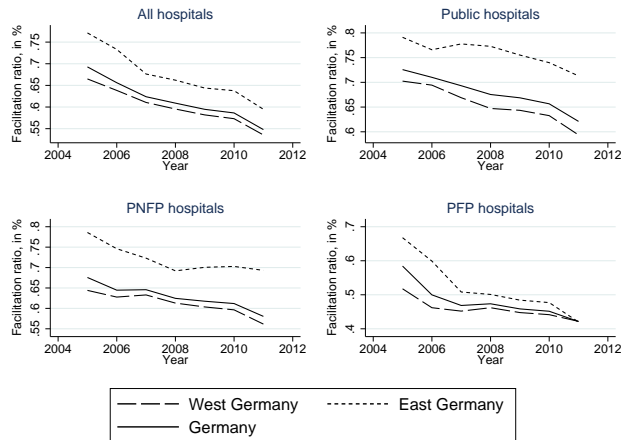 All hospitals
Facilitation ratio, in %
.55 .6 .65 .7 .75
2004 2006 2008 2010 2012
Year
Public hospitals
Facilitation ratio, in %
.6 .65 .7 .75 .8
2004 2006 2008 2010 2012
Year
PNFP hospitals
Facilitation ratio, in %
.55 .6 .65 .7 .75 .8
2004 2006 2008 2010 2012
Year
PFP hospitals
Facilitation ratio, in %
.4 .5 .6 .7
2004 2006 2008 2010 2012
Year
West Germany East Germany
Germany